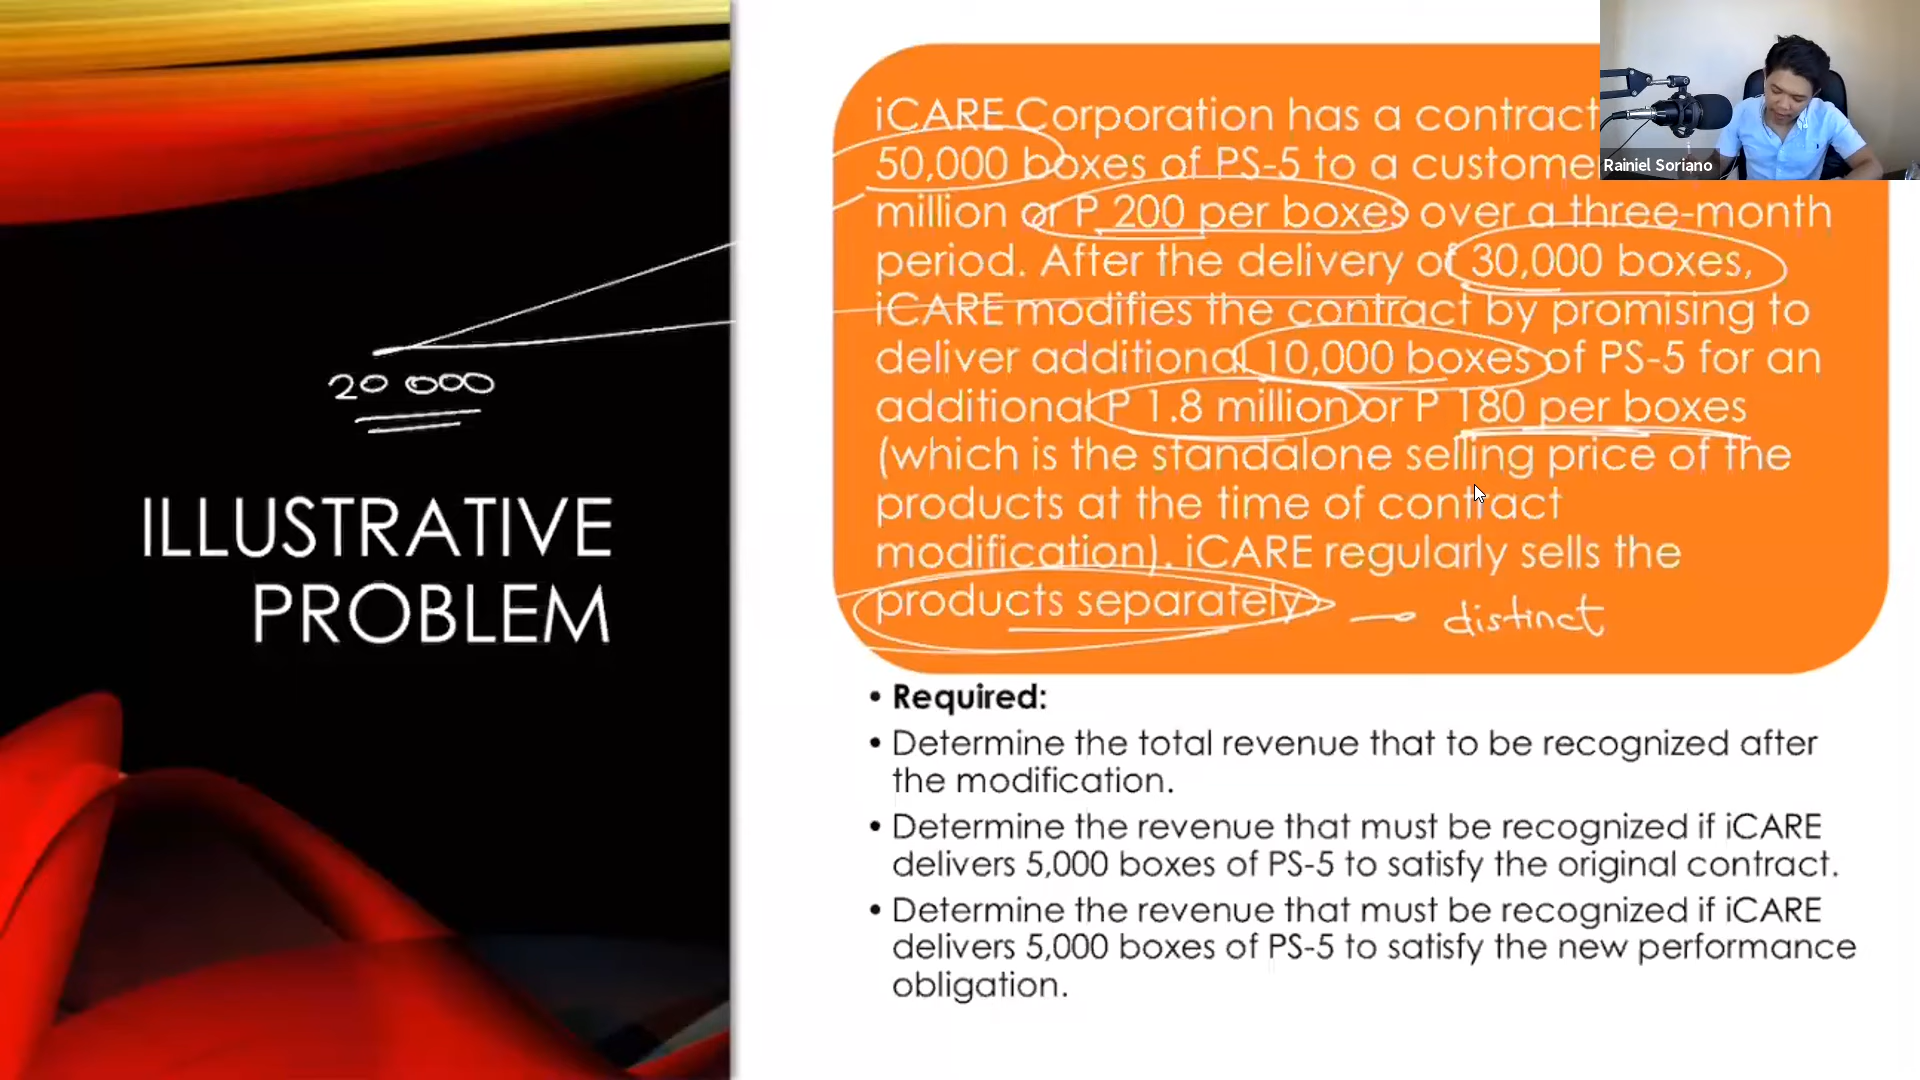 iCARE Corporation has a contract
50,000 boxes of PS-5 to a custome
million or P 200 per boxes over a three-month
period. After the delivery of 30,000 boxes,
iCARE modifies the contract by promising to
deliver additional 10,000 boxes of PS-5 for an
additional P 1.8 million or P 180 per boxes
(which is the standalone selling price of the
products at the time of contract
modification). iCARE regularly sells the
products separately.
distinct
Rainiel Soriano
20 000
ILLUSTRATIVE
PROBLEM
• Required:
• Determine the total revenue that to be recognized after
the modification.
• Determine the revenue that must be recognized if iCARE
delivers 5,000 boxes of PS-5 to satisfy the original contract.
• Determine the revenue that must be recognized if iCARE
delivers 5,000 boxes of PS-5 to satisfy the new performance
obligation.